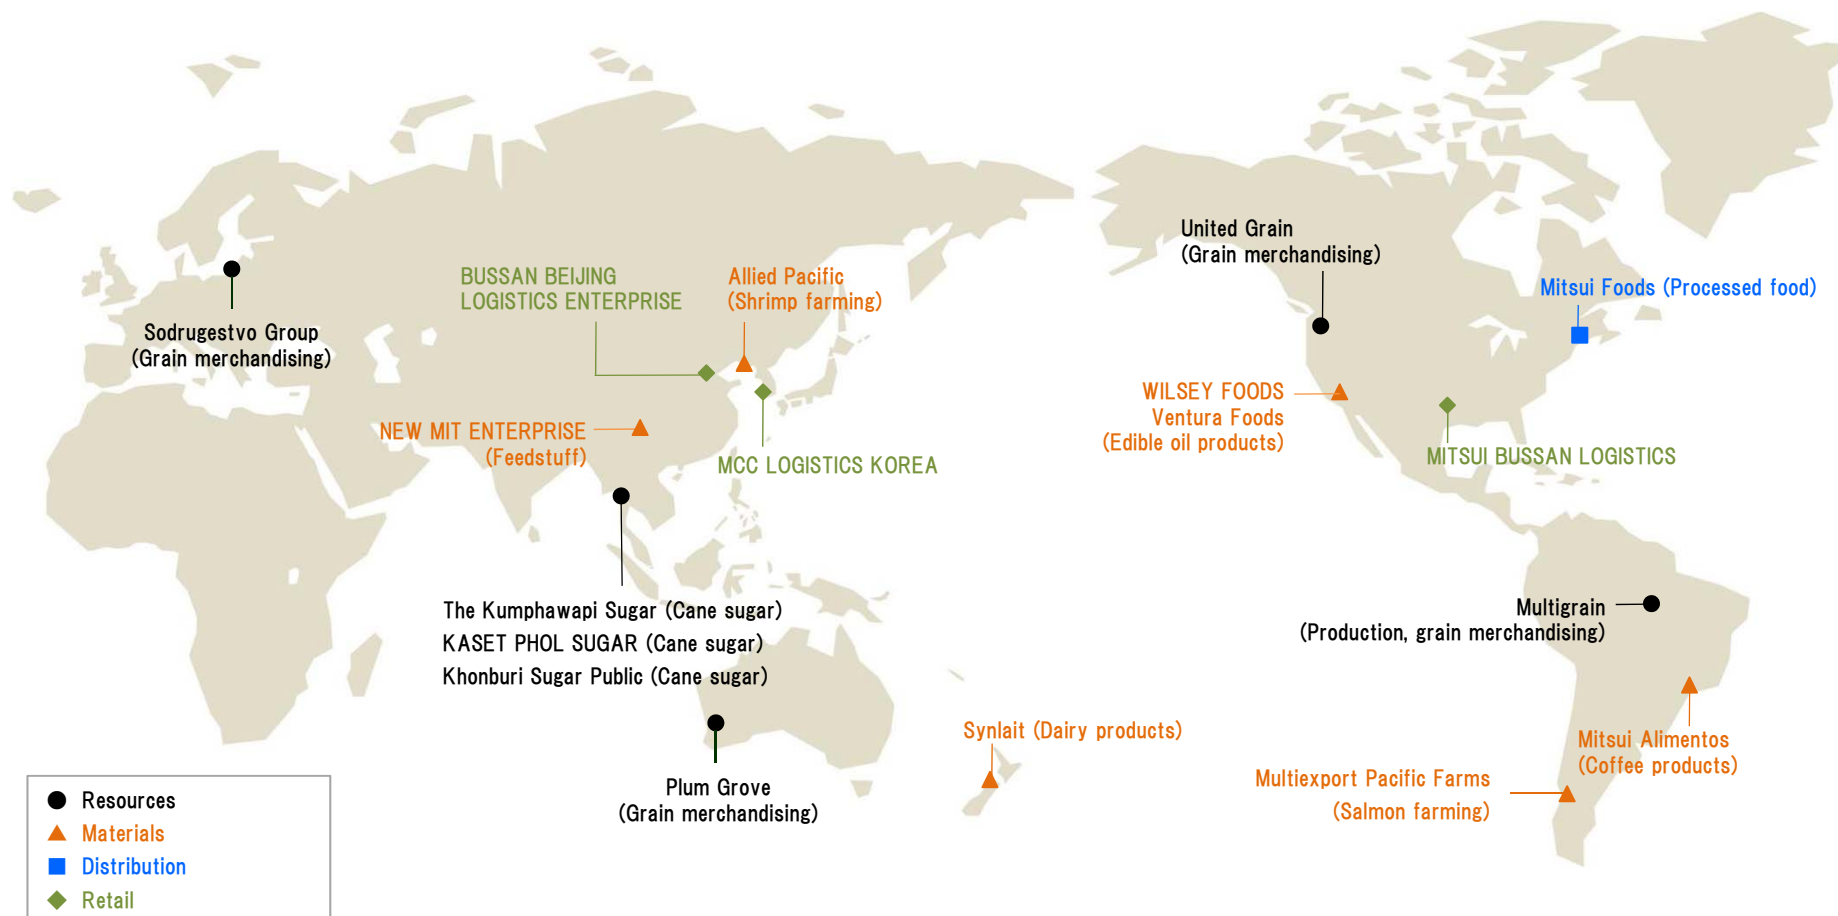 United Grain
(Grain merchandising)
BUSSAN BEIJING
LOGISTICS ENTERPRISE
Allied Pacific
(Shrimp farming)
Mitsui Foods (Processed food)
Sodrugestvo Group
(Grain merchandising)
WILSEY FOODS
Ventura Foods
(Edible oil products)
NEW MIT ENTERPRISE
(Feedstuff)
MCC LOGISTICS KOREA
MITSUI BUSSAN LOGISTICS
The Kumphawapi Sugar (Cane sugar)
KASET PHOL SUGAR (Cane sugar)
Khonburi Sugar Public (Cane sugar)
Multigrain
(Production, grain merchandising)
Synlait (Dairy products)
Mitsui Alimentos
(Coffee products)
Plum Grove
(Grain merchandising)
Multiexport Pacific Farms
(Salmon farming)
Resources
Materials
Distribution
Retail